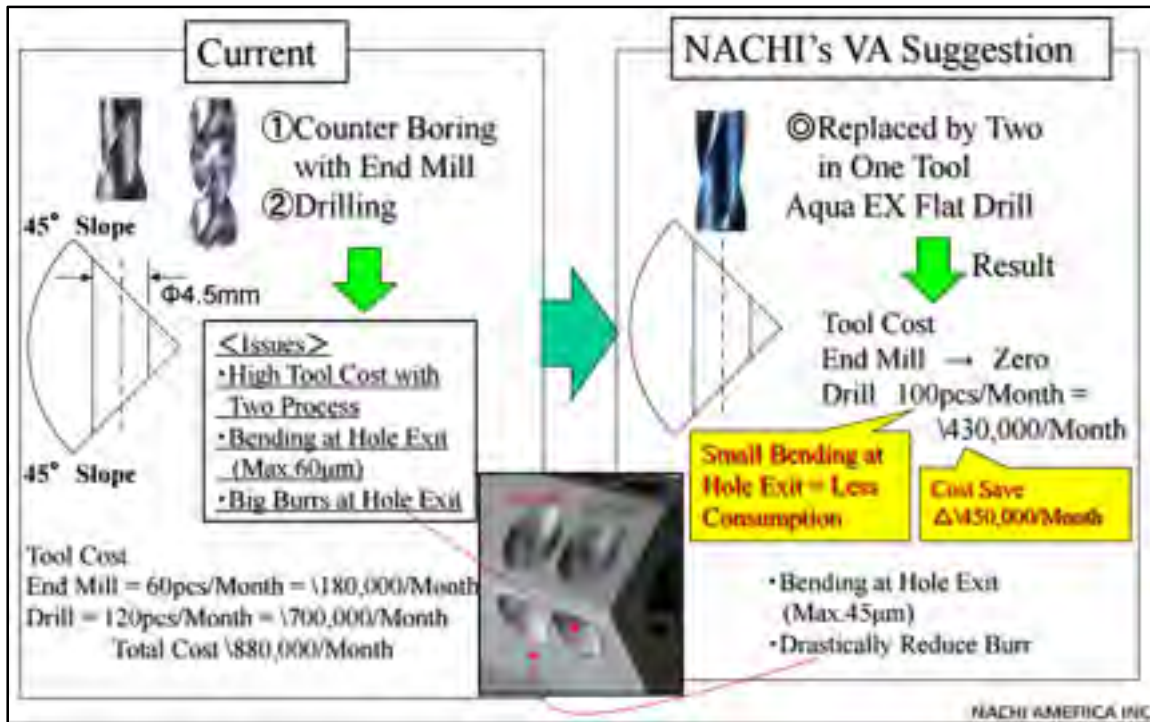 Current
①Counter Boring
with End Mill
②Drilling
45° Slope
Φ4.5mm
45° Slope
<Issues>
・High Tool Cost with
Two Process
・Bending at Hole Exit
(Max.60μm)
・Big Burrs at Hole Exit
Tool Cost
End Mill = 60pcs/Month = \180,000/Month
Drill = 120pcs/Month = \700,000/Month
Total Cost \880,000/Month
NACHI's VA Suggestion
◎Replaced by Two
in One Tool
Aqua EX Flat Drill
Result
Tool Cost
End Mill → Zero
Drill 100pcs/Month =
\430,000/Month
Small Bending at
Hole Exit = Less
Consumption
Cost Save
△\450,000/Month
・Bending at Hole Exit
(Max.45μm)
・Drastically Reduce Burr
NACHI AMERICA INC